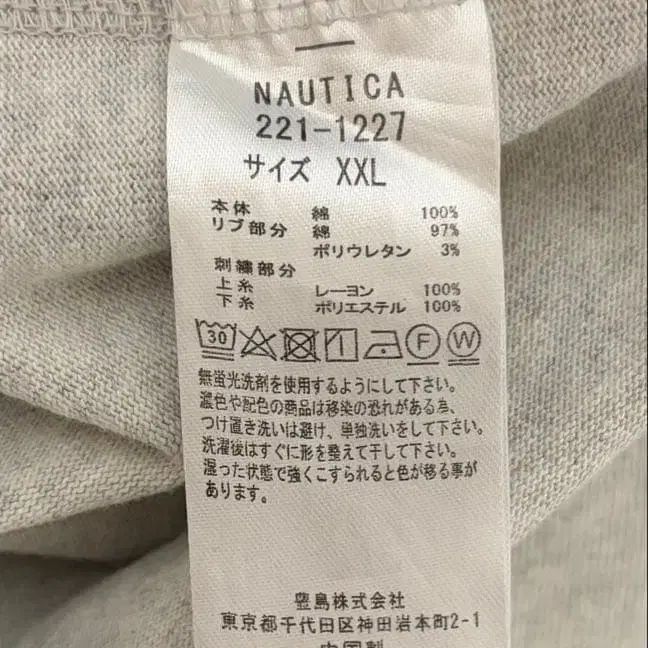 NAUTICA
221-1227
サイズ XXL
本体 綿 100%
リブ部分 綿 97%
ポリウレタン 3%
刺繍部分
上糸 レーヨン 100%
下糸 ポリエステル 100%
30 F W
無蛍光洗剤を使用するようにして下さい。
濃色や配色の商品は移染の恐れがある為、
つけ置き洗いは避け、単独洗いをして下さい。
洗濯後はすぐに形を整えて干して下さい。
湿った状態で強くこすられると色が移る事が
あります。
豊島株式会社
東京都千代田区神田岩本町2-1
中国製